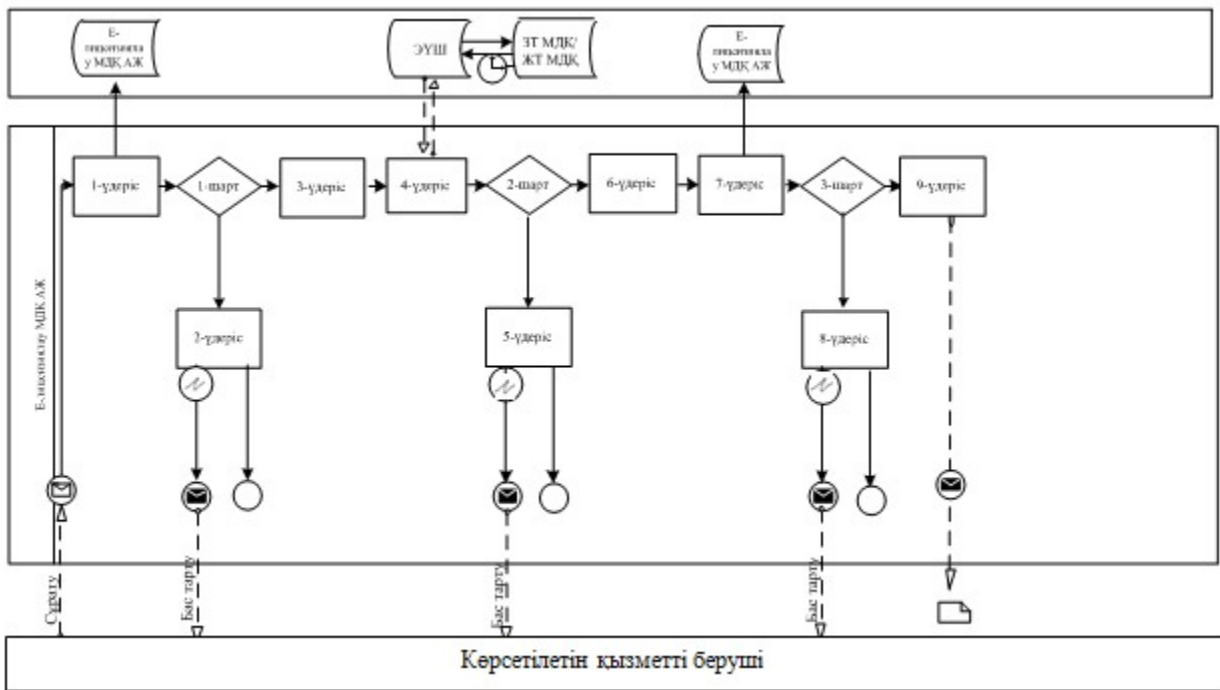 Е-
лицензиялa
у МДҚ АЖ
ЭҮШ
ЗТ МДҚ/
ЖТ МДҚ
Е-
лицензиялa
у МДҚ АЖ
1-үдеріс
1-шарт
3-үдеріс
4-үдеріс
2-шарт
6-үдеріс
7-үдеріс
3-шарт
9-үдеріс
Е-лицензиялау МДҚ АЖ
2-үдеріс
5-үдеріс
8-үдеріс
Сұрату
Бас тарту
Бас тарту
Бас тарту
Көрсетілетін қызметті беруші